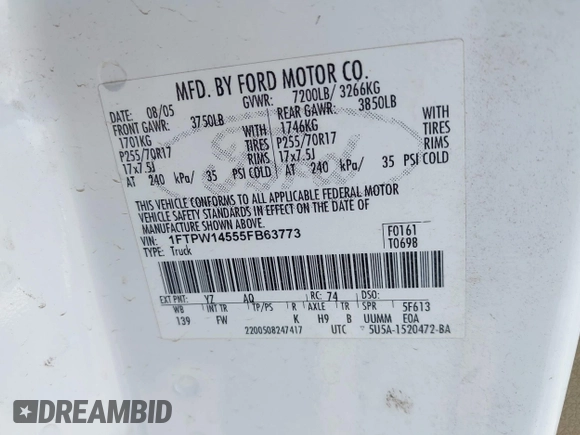 MFD. BY FORD MOTOR CO.
DATE: 08/05 GVWR: 7200LB/ 3266KG
FRONT GAWR: 3750LB REAR GAWR: 3850LB
1701KG WITH 1746KG WITH
P255/70R17 TIRES P255/70R17 TIRES
17x7.5J RIMS 17x7.5J RIMS
AT 240 kPa/ 35 PSI COLD AT 240 kPa/ 35 PSI COLD
THIS VEHICLE CONFORMS TO ALL APPLICABLE FEDERAL MOTOR
VEHICLE SAFETY STANDARDS IN EFFECT ON THE DATE OF
MANUFACTURE SHOWN ABOVE.
VIN: 1FTPW14555FB63773 F0161
TYPE: Truck T0698
EXT PNT: YZ AQ RC: 74 DSO:
WB INT TR TP/PS R AXLE TR SPR 5F613
139 FW K H9 B UUMM E0A
2200508247417 UTC 5U5A-1520472-BA
DREAMBID